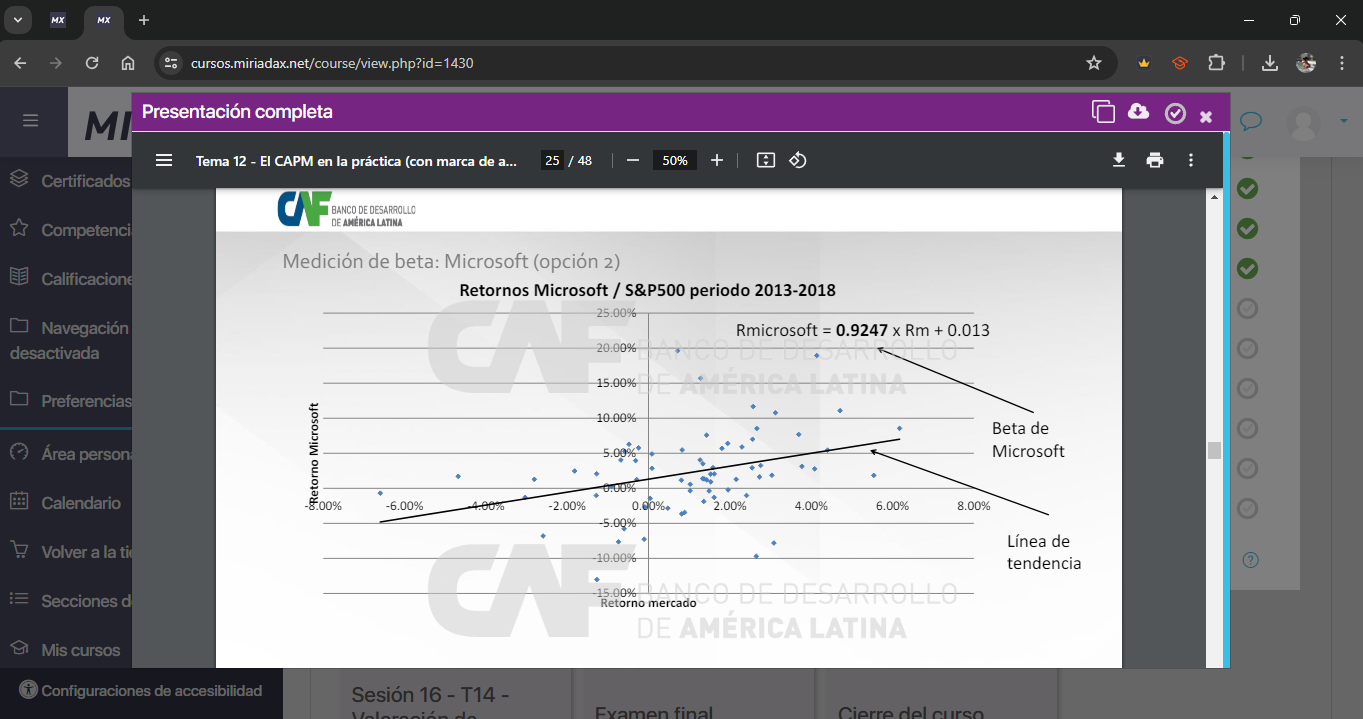 MX
MX
cursos.miriadax.net/course/view.php?id=1430
Presentación completa
Tema 12 - El CAPM en la práctica (con marca de a...
25 / 48
50%
Certificados
Competenci
Calificacione
Navegación
desactivada
Preferencias
Área persona
Calendario
Volver a la ti
Secciones d
Mis cursos
Configuraciones de accesibilidad
CAF
BANCO DE DESARROLLO
DE AMÉRICA LATINA
Medición de beta: Microsoft (opción 2)
Retornos Microsoft / S&P500 periodo 2013-2018
Rmicrosoft = 0.9247 x Rm + 0.013
25.00%
20.00%
15.00%
10.00%
5.00%
0.00%
-5.00%
-10.00%
-15.00%
Retorno Microsoft
-8.00%
-6.00%
-4.00%
-2.00%
0.00%
2.00%
4.00%
6.00%
8.00%
Retorno mercado
Beta de
Microsoft
Línea de
tendencia
CAF
BANCO DE DESARROLLO
DE AMÉRICA LATINA
CAF
BANCO DE DESARROLLO
DE AMÉRICA LATINA
Sesión 16 - T14 -
Valoración de
Examen final
Cierre del curso